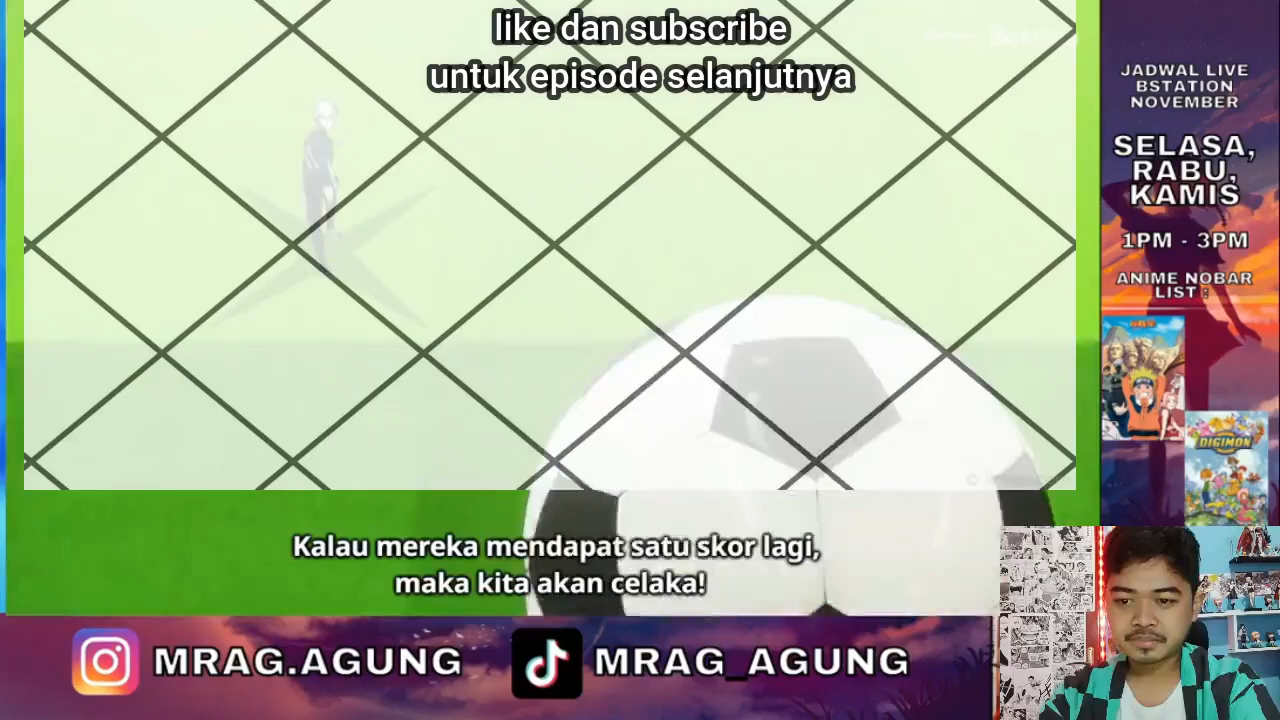 like dan subscribe
untuk episode selanjutnya
JADWAL LIVE
BSTATION
NOVEMBER
SELASA,
RABU,
KAMIS
1PM - 3PM
ANIME NOBAR
LIST :
DIGIMON
Kalau mereka mendapat satu skor lagi,
maka kita akan celaka!
MRAG.AGUNG
MRAG_AGUNG